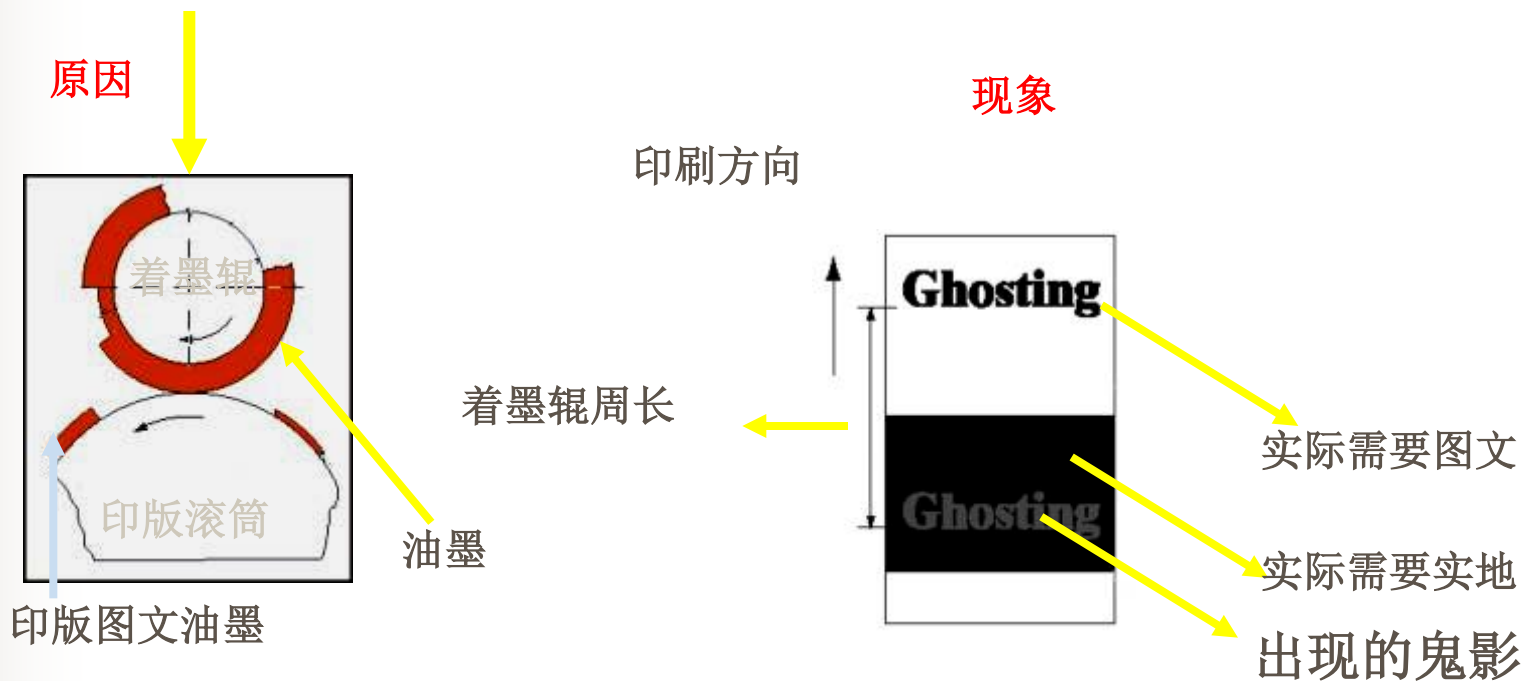 原因
现象
印刷方向
着墨辊
Ghosting
着墨辊周长
实际需要图文
印版滚筒
Ghosting
油墨
实际需要实地
印版图文油墨
出现的鬼影